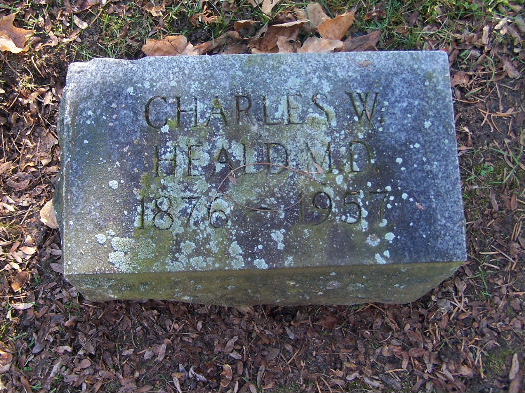 CHARLES W.
HEALD M.D.
1876 - 1957